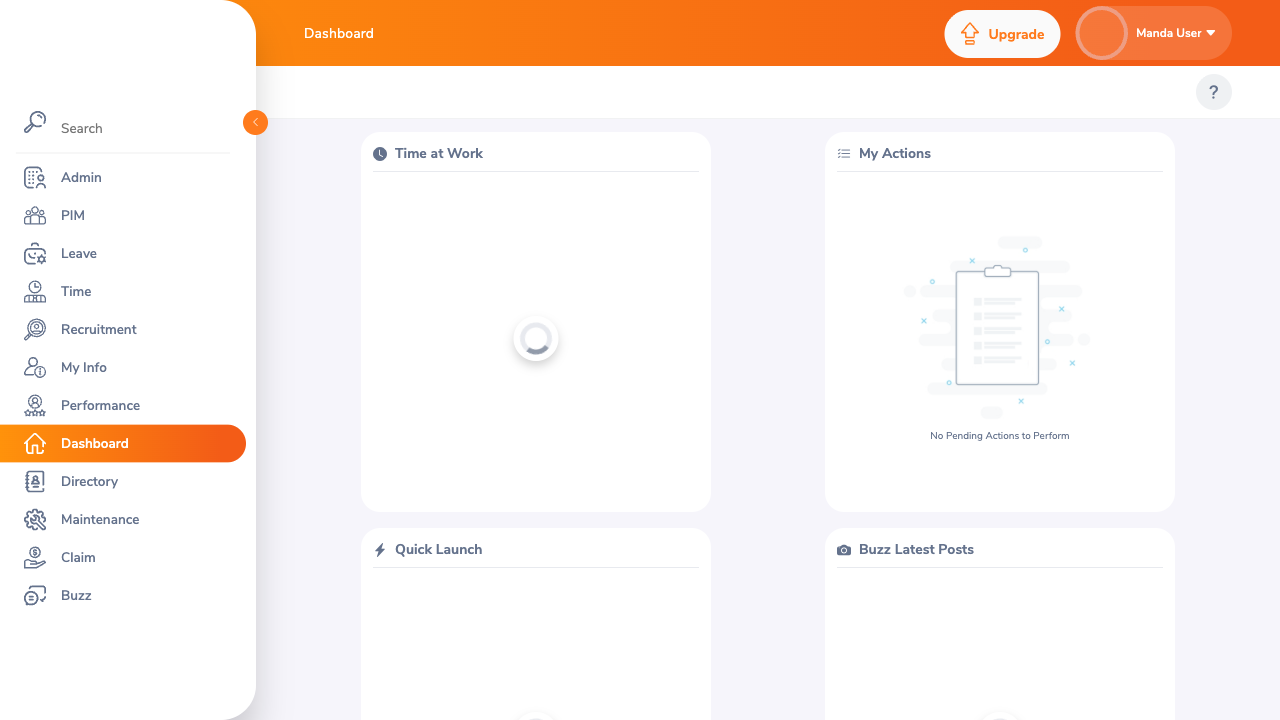 Dashboard
Upgrade
Manda User
?
Search
Admin
PIM
Leave
Time
Recruitment
My Info
Performance
Dashboard
Directory
Maintenance
Claim
Buzz
Time at Work
My Actions
No Pending Actions to Perform
Quick Launch
Buzz Latest Posts